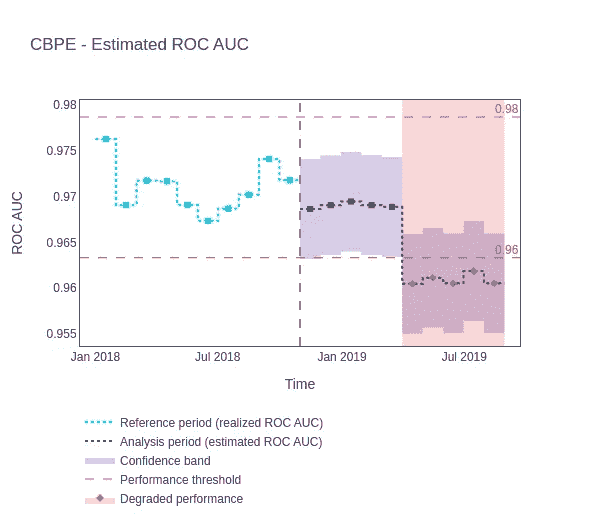 CBPE - Estimated ROC AUC
0.98
0.98
0.975
0.97
ROC AUC
0.965
0.96
0.96
0.955
Jan 2018
Jul 2018
Jan 2019
Jul 2019
Time
Reference period (realized ROC AUC)
Analysis period (estimated ROC AUC)
Confidence band
Performance threshold
Degraded performance